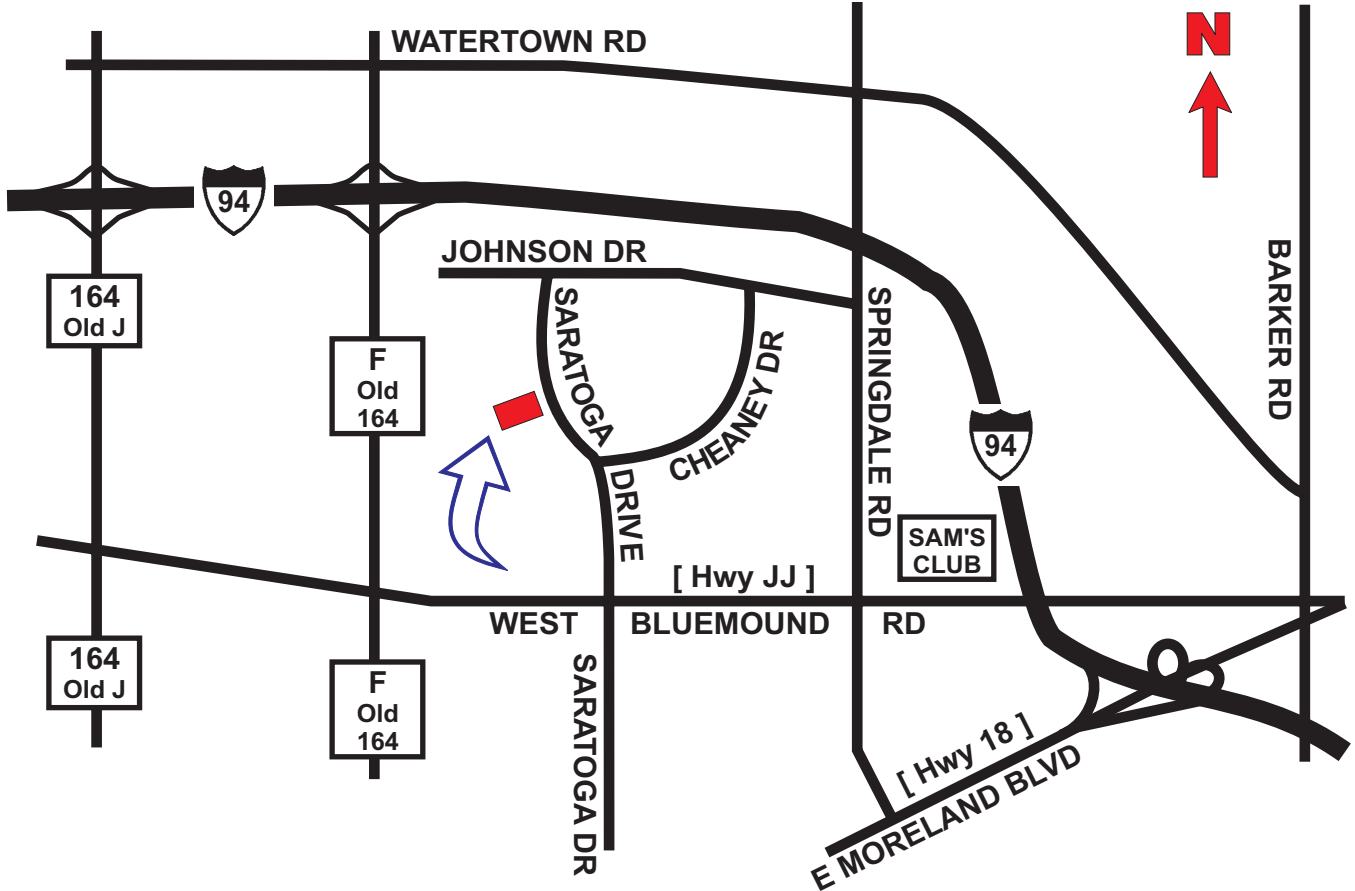 WATERTOWN RD
N
94
JOHNSON DR
164
Old J
F
Old
164
SARATOGA
DRIVE
CHEANEY DR
SPRINGDALE RD
BARKER RD
94
SAM'S
CLUB
[ Hwy JJ ]
WEST BLUEMOUND RD
164
Old J
F
Old
164
SARATOGA DR
[ Hwy 18 ]
E MORELAND BLVD